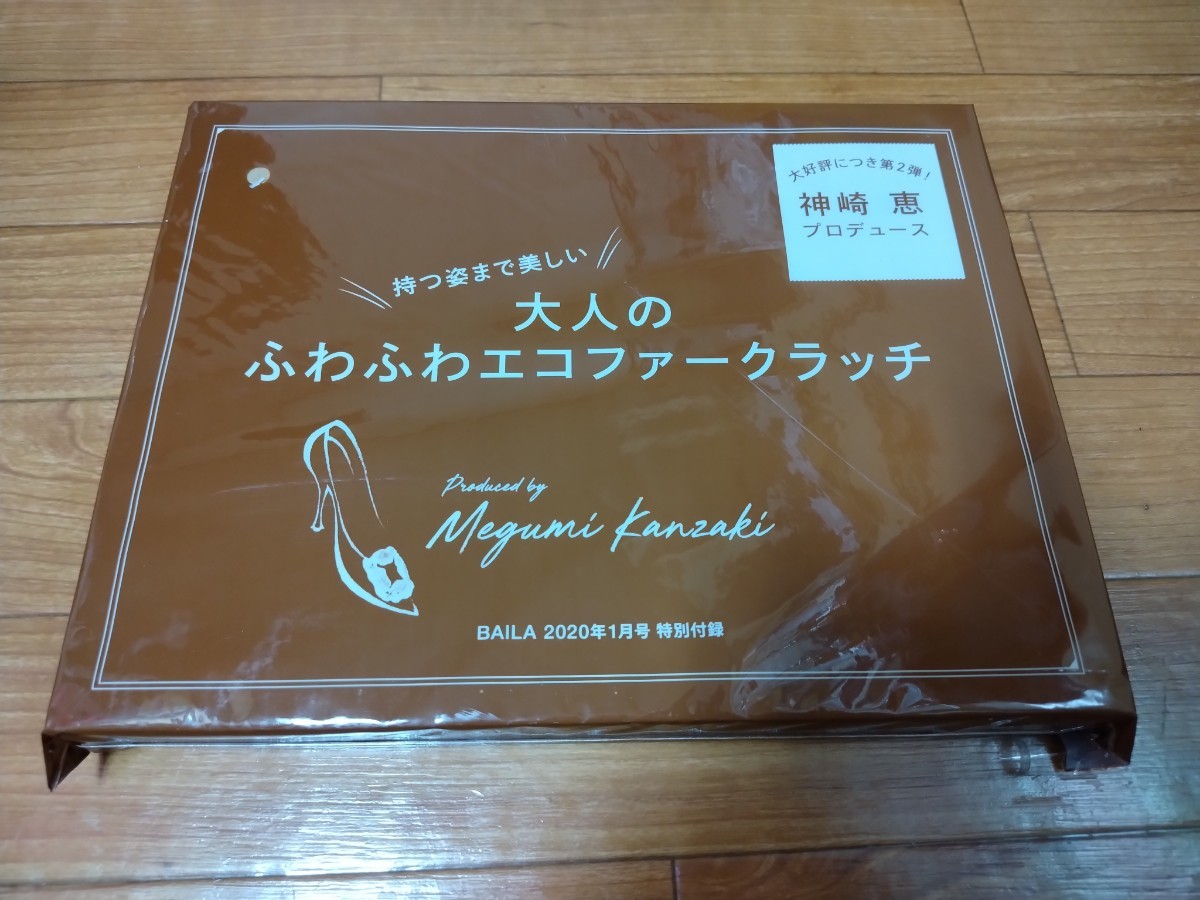 大好評につき第2弾!
神崎 恵
プロデュース
持つ姿まで美しい
大人の
ふわふわエコファークラッチ
Produced by
Megumi Kanzaki
BAILA 2020年1月号 特別付録